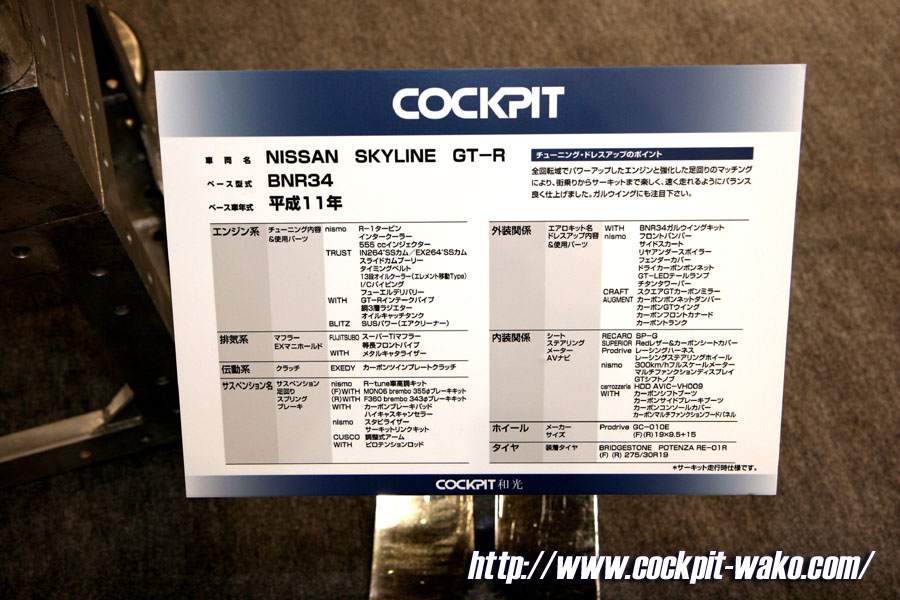 COCKPIT
車両名 NISSAN SKYLINE GT-R
ベース型式 BNR34
ベース車年式 平成11年
チューニング・ドレスアップのポイント
全回転域でパワーアップしたエンジンと強化した足回りのマッチング
により、街乗りからサーキットまで楽しく、速く走れるようにバランス
良く仕上げました。ガルウイングにも注目下さい。
エンジン系 チューニング内容 nismo R-1タービン
&使用パーツ インタークーラー
555 ccインジェクター
TRUST IN264°SSカム/EX264°SSカム
スライドカムプーリー
タイミングベルト
13段オイルクーラー(エレメント移動Type)
I/Cパイピング
フューエルデリバリー
WITH GT-Rインテークパイプ
銅3層ラジエター
オイルキャッチタンク
BLITZ SUSパワー(エアクリーナー)
排気系 マフラー FUJITSUBO スーパーTiマフラー
EXマニホールド 等長フロントパイプ
WITH メタルキャタライザー
伝動系 クラッチ EXEDY カーボンツインプレートクラッチ
サスペンション名 サスペンション nismo R-tune車高調キット
足回り (F)WITH MONO6 brembo 355φブレーキキット
スプリング (R)WITH F360 brembo 343φブレーキキット
ブレーキ WITH カーボンブレーキパッド
ハイキャスキャンセラー
nismo スタビライザー
サーキットリンクキット
CUSCO 調整式アーム
WITH ピロテンションロッド
外装関係 エアロキット名 WITH BNR34ガルウイングキット
ドレスアップ内容 nismo フロントバンパー
&使用パーツ サイドスカート
リヤアンダースポイラー
フェンダーカバー
ドライカーボンボンネット
GT-LEDテールランプ
チタンタワーバー
CRAFT スクエアGTカーボンミラー
AUGMENT カーボンボンネットダンパー
カーボンGTウイング
カーボンフロントカナード
カーボントランク
内装関係 シート RECARO SP-G
ステアリング SUPERIOR Redレザー&カーボンシートカバー
メーター Prodrive レーシングハーネス
AVナビ レーシングステアリングホイール
nismo 300km/hフルスケールメーター
マルチファンクションディスプレイ
GTシフトノブ
carrozzeria HDD AVIC-VH009
WITH カーボンシフトブーツ
カーボンサイドブレーキブーツ
カーボンコンソールカバー
カーボンマルチファンクションフードパネル
ホイール メーカー Prodrive GC-010E
サイズ (F)(R)19×9.5+15
タイヤ 装着タイヤ BRIDGESTONE POTENZA RE-01R
(F) (R) 275/30R19
*サーキット走行時仕様です。
COCKPIT 和光
http://www.cockpit-wako.com/